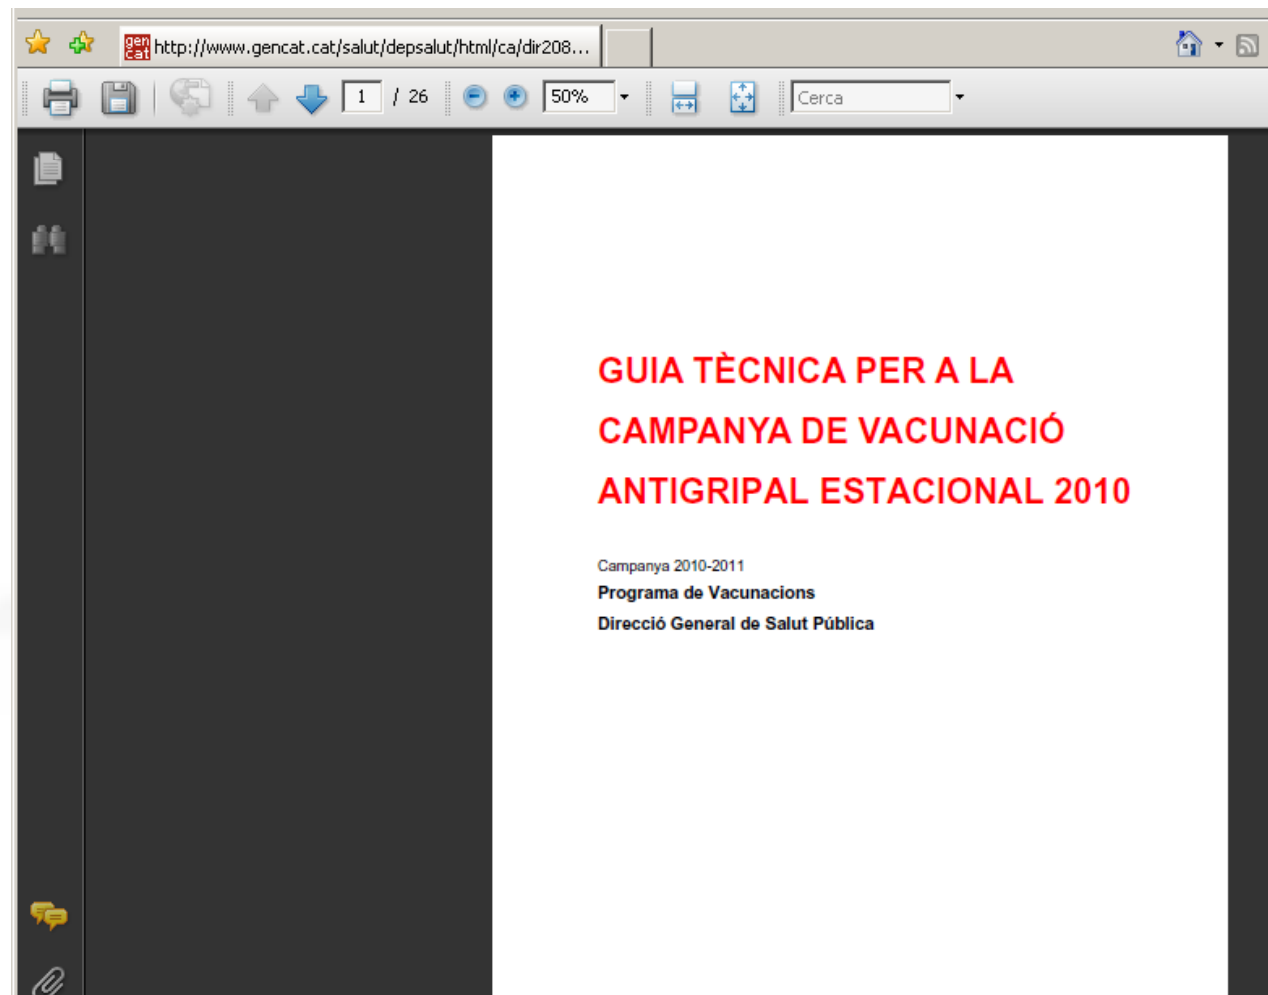 gen
cat
http://www.gencat.cat/salut/depsalut/html/ca/dir208...
1 / 26
50%
Cerca
GUIA TÈCNICA PER A LA
CAMPANYA DE VACUNACIÓ
ANTIGRIPAL ESTACIONAL 2010
Campanya 2010-2011
Programa de Vacunacions
Direcció General de Salut Pública